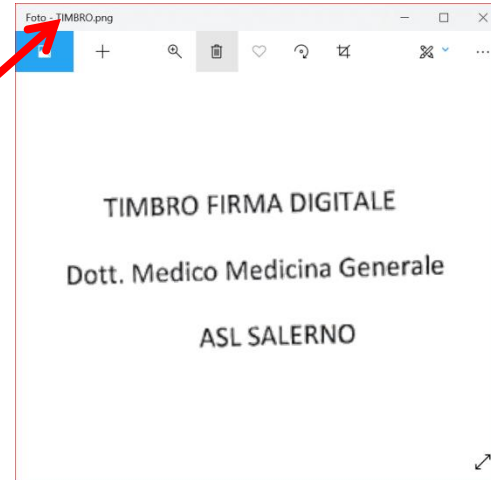 Foto - TIMBRO.png
TIMBRO FIRMA DIGITALE
Dott. Medico Medicina Generale
ASL SALERNO